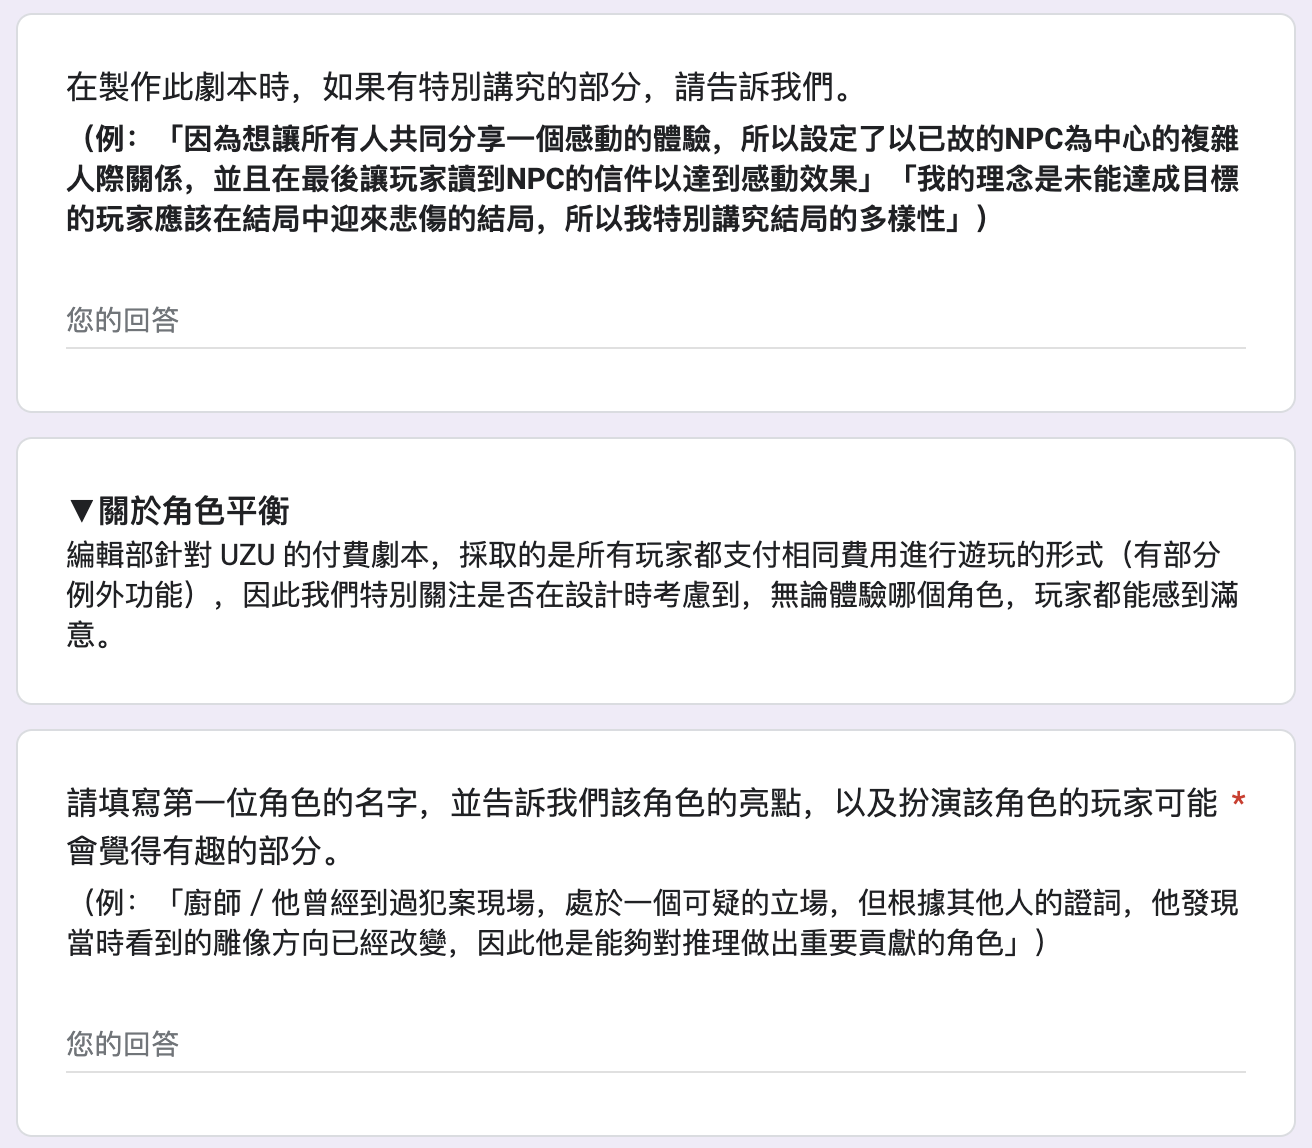 在製作此劇本時，如果有特別講究的部分，請告訴我們。
（例：「因為想讓所有人共同分享一個感動的體驗，所以設定了以已故的NPC為中心的複雜
人際關係，並且在最後讓玩家讀到NPC的信件以達到感動效果」「我的理念是未能達成目標
的玩家應該在結局中迎來悲傷的結局，所以我特別講究結局的多樣性」）
您的回答
▼關於角色平衡
編輯部針對 UZU 的付費劇本，採取的是所有玩家都支付相同費用進行遊玩的形式（有部分
例外功能），因此我們特別關注是否在設計時考慮到，無論體驗哪個角色，玩家都能感到滿
意。
請填寫第一位角色的名字，並告訴我們該角色的亮點，以及扮演該角色的玩家可能 *
會覺得有趣的部分。
（例：「廚師 / 他曾經到過犯案現場，處於一個可疑的立場，但根據其他人的證詞，他發現
當時看到的雕像方向已經改變，因此他是能夠對推理做出重要貢獻的角色」）
您的回答